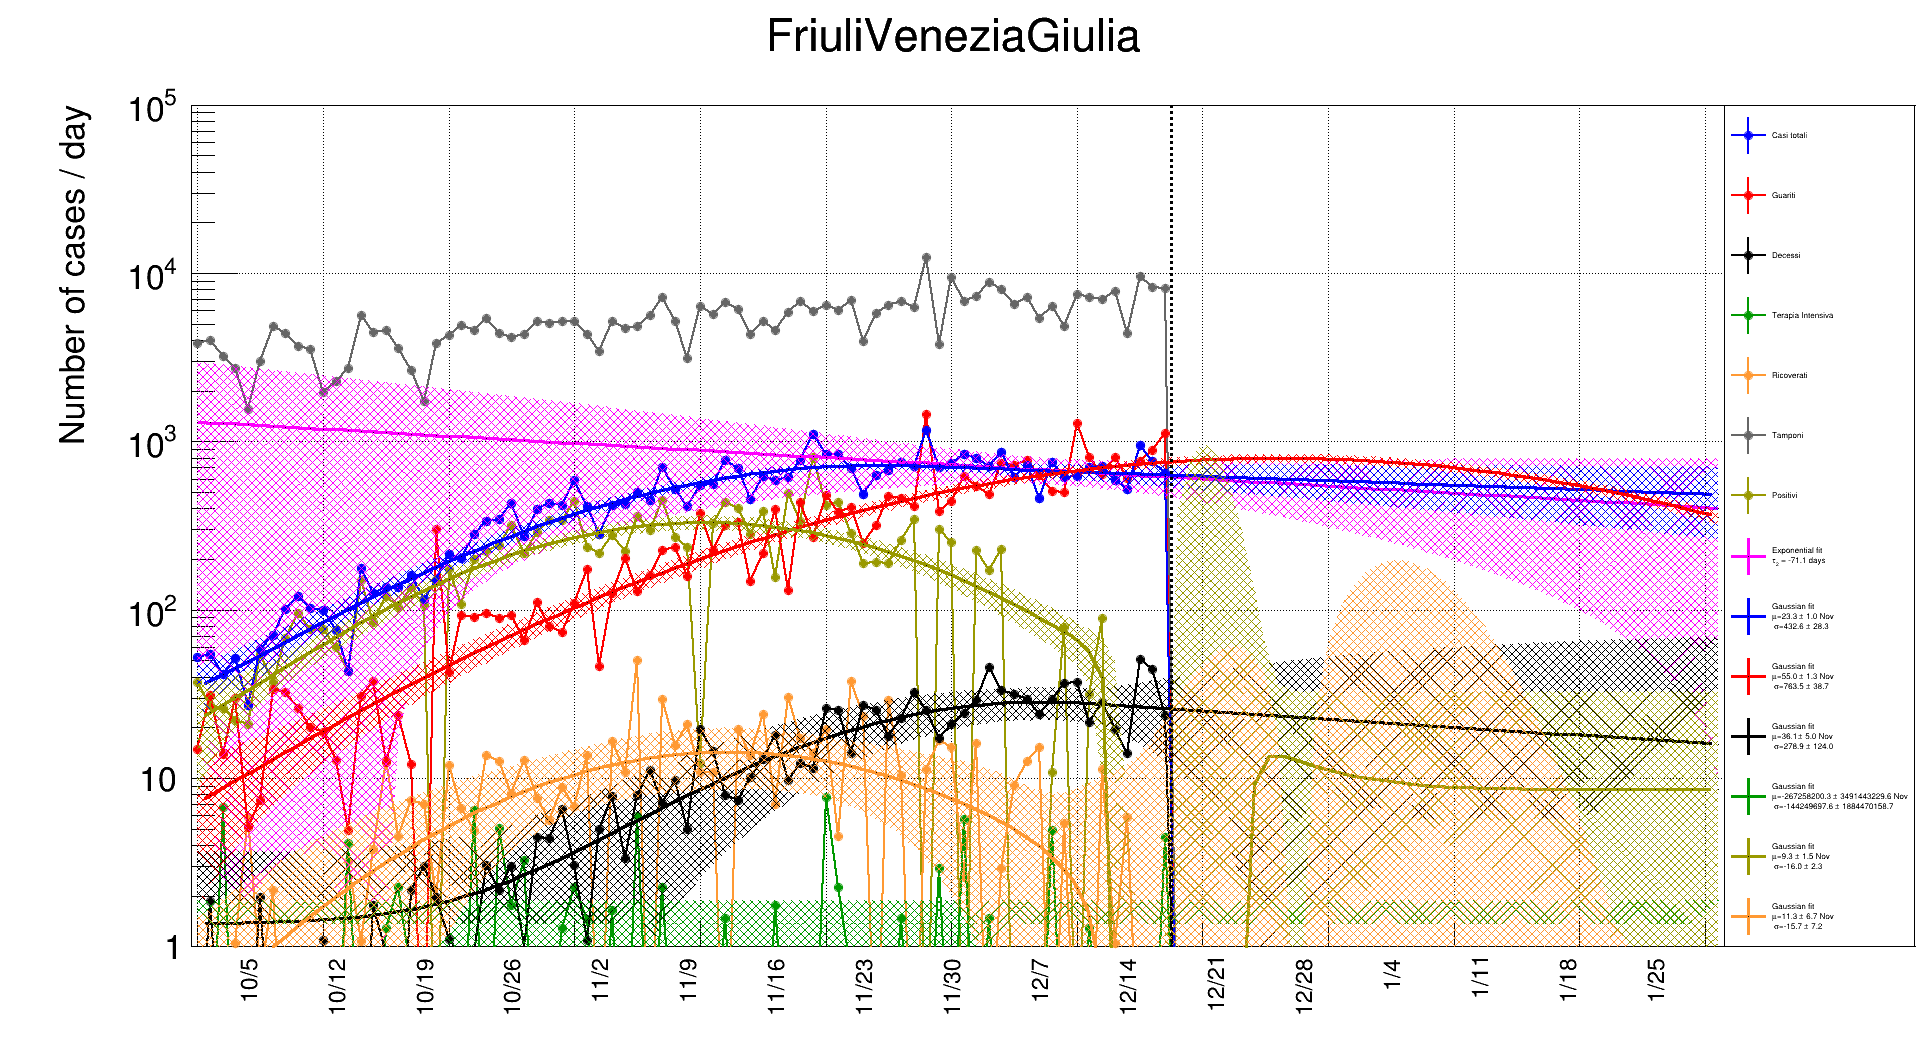 FriuliVeneziaGiulia
Number of cases / day
10^5
10^4
10^3
10^2
10
1
10/5
10/12
10/19
10/26
11/2
11/9
11/16
11/23
11/30
12/7
12/14
12/21
12/28
1/4
1/11
1/18
1/25
Casi totali
Guariti
Decessi
Terapia Intensiva
Ricoverati
Tamponi
Positivi
Exponential fit
τ₂ = -71.1 days
Gaussian fit
μ=23.3 ± 1.0 Nov
σ=432.6 ± 28.3
Gaussian fit
μ=55.0 ± 1.3 Nov
σ=763.5 ± 38.7
Gaussian fit
μ=36.1 ± 5.0 Nov
σ=278.9 ± 124.0
Gaussian fit
μ=-267258200.3 ± 3491443229.6 Nov
σ=-144249697.6 ± 1884470158.7
Gaussian fit
μ=9.3 ± 1.5 Nov
σ=-16.0 ± 2.3
Gaussian fit
μ=11.3 ± 6.7 Nov
σ=-15.7 ± 7.2